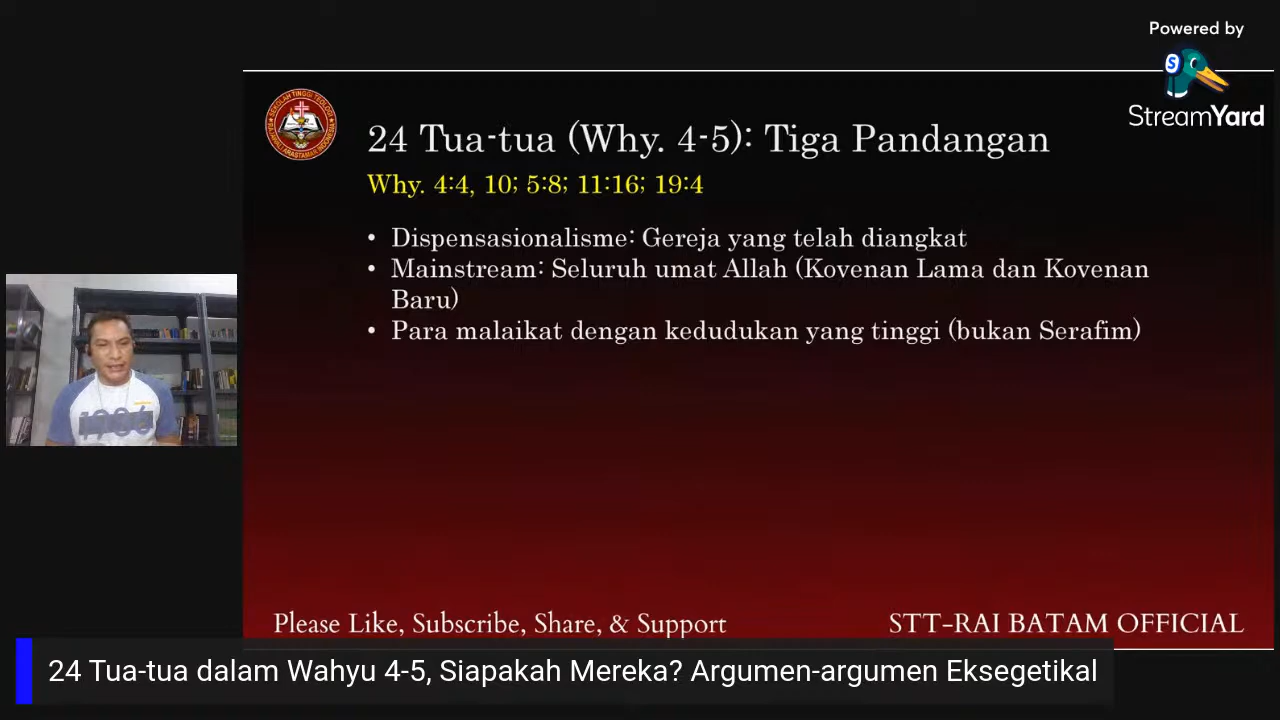 Powered by
StreamYard
24 Tua-tua (Why. 4-5): Tiga Pandangan
Why. 4:4, 10; 5:8; 11:16; 19:4
• Dispensasionalisme: Gereja yang telah diangkat
• Mainstream: Seluruh umat Allah (Kovenan Lama dan Kovenan
Baru)
• Para malaikat dengan kedudukan yang tinggi (bukan Serafim)
Please Like, Subscribe, Share, & Support
STT-RAI BATAM OFFICIAL
24 Tua-tua dalam Wahyu 4-5, Siapakah Mereka? Argumen-argumen Eksegetikal